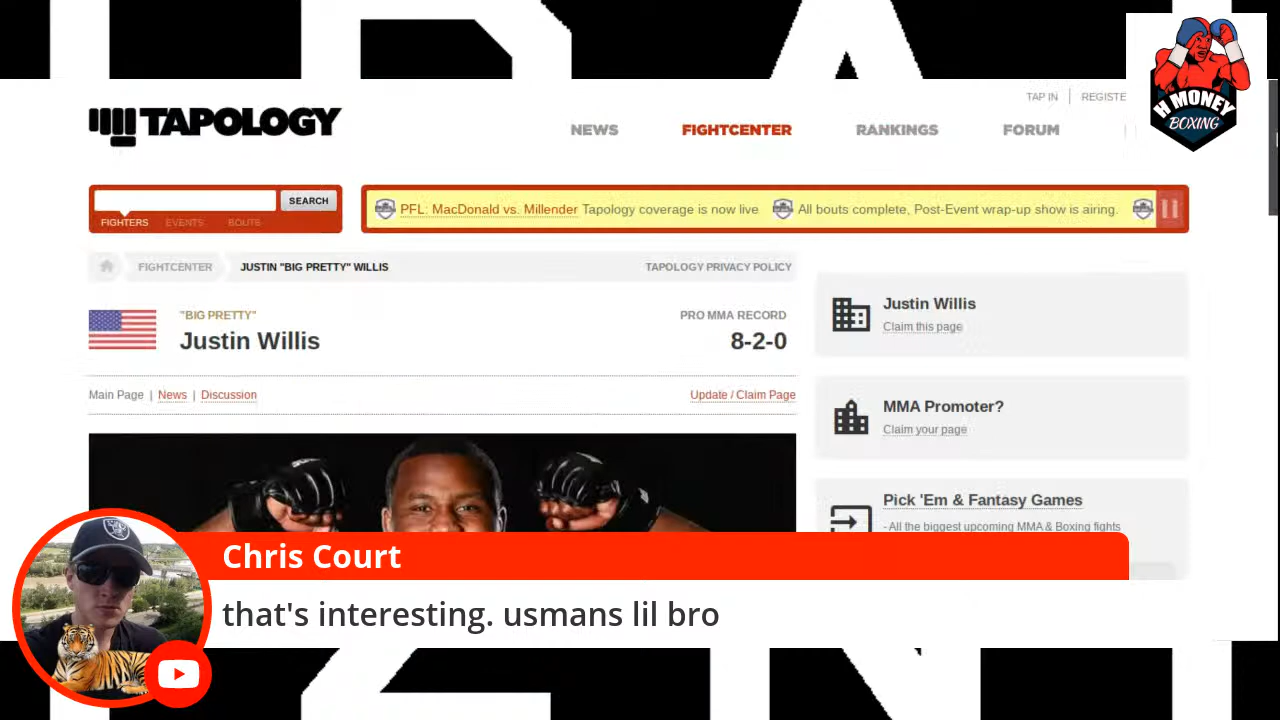 TAPOLOGY
TAP IN
REGISTE
NEWS
FIGHTCENTER
RANKINGS
FORUM
H MONEY
BOXING
SEARCH
FIGHTERS
EVENTS
BOUTS
PFL: MacDonald vs. Millender Tapology coverage is now live
All bouts complete, Post-Event wrap-up show is airing.
FIGHTCENTER
JUSTIN "BIG PRETTY" WILLIS
TAPOLOGY PRIVACY POLICY
"BIG PRETTY"
Justin Willis
PRO MMA RECORD
8-2-0
Main Page | News | Discussion
Update / Claim Page
Justin Willis
Claim this page
MMA Promoter?
Claim your page
Pick 'Em & Fantasy Games
- All the biggest upcoming MMA & Boxing fights
Chris Court
that's interesting. usmans lil bro